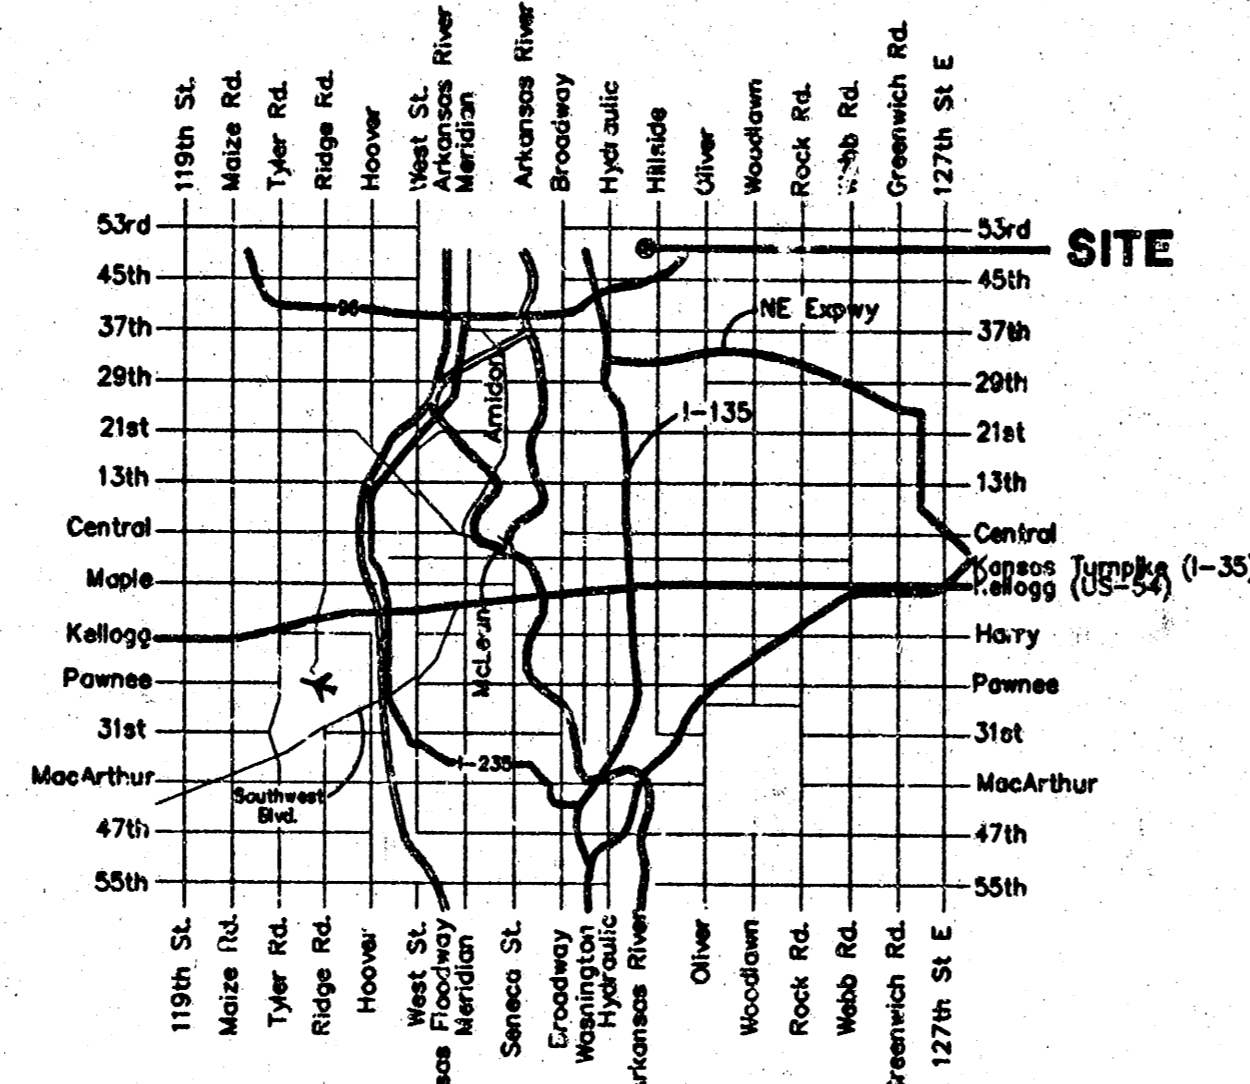 119th St.
Maize Rd.
Tyler Rd.
Ridge Rd.
Hoover
West St.
Arkansas River
Meridian
Arkansas River
Broadway
Hydraulic
Hillside
Oliver
Woodlawn
Rock Rd.
Webb Rd.
Greenwich Rd.
127th St E
53rd
53rd
SITE
45th
45th
96
NE Expwy
37th
37th
29th
29th
Amidon
I-135
21st
21st
13th
13th
Central
Central
Kansas Turnpike (I-35)
Maple
Kellogg (US-54)
Kellogg
Harry
McLean
Pawnee
Pawnee
31st
31st
I-235
MacArthur
MacArthur
Southwest
Blvd.
47th
47th
55th
55th
119th St.
Maize Rd.
Tyler Rd.
Ridge Rd.
Hoover
West St.
sas Floodway
Meridian
Seneca St.
Broadway
Washington
Hydraulic
Arkansas River
Oliver
Woodlawn
Rock Rd.
Webb Rd.
Greenwich Rd.
127th St E